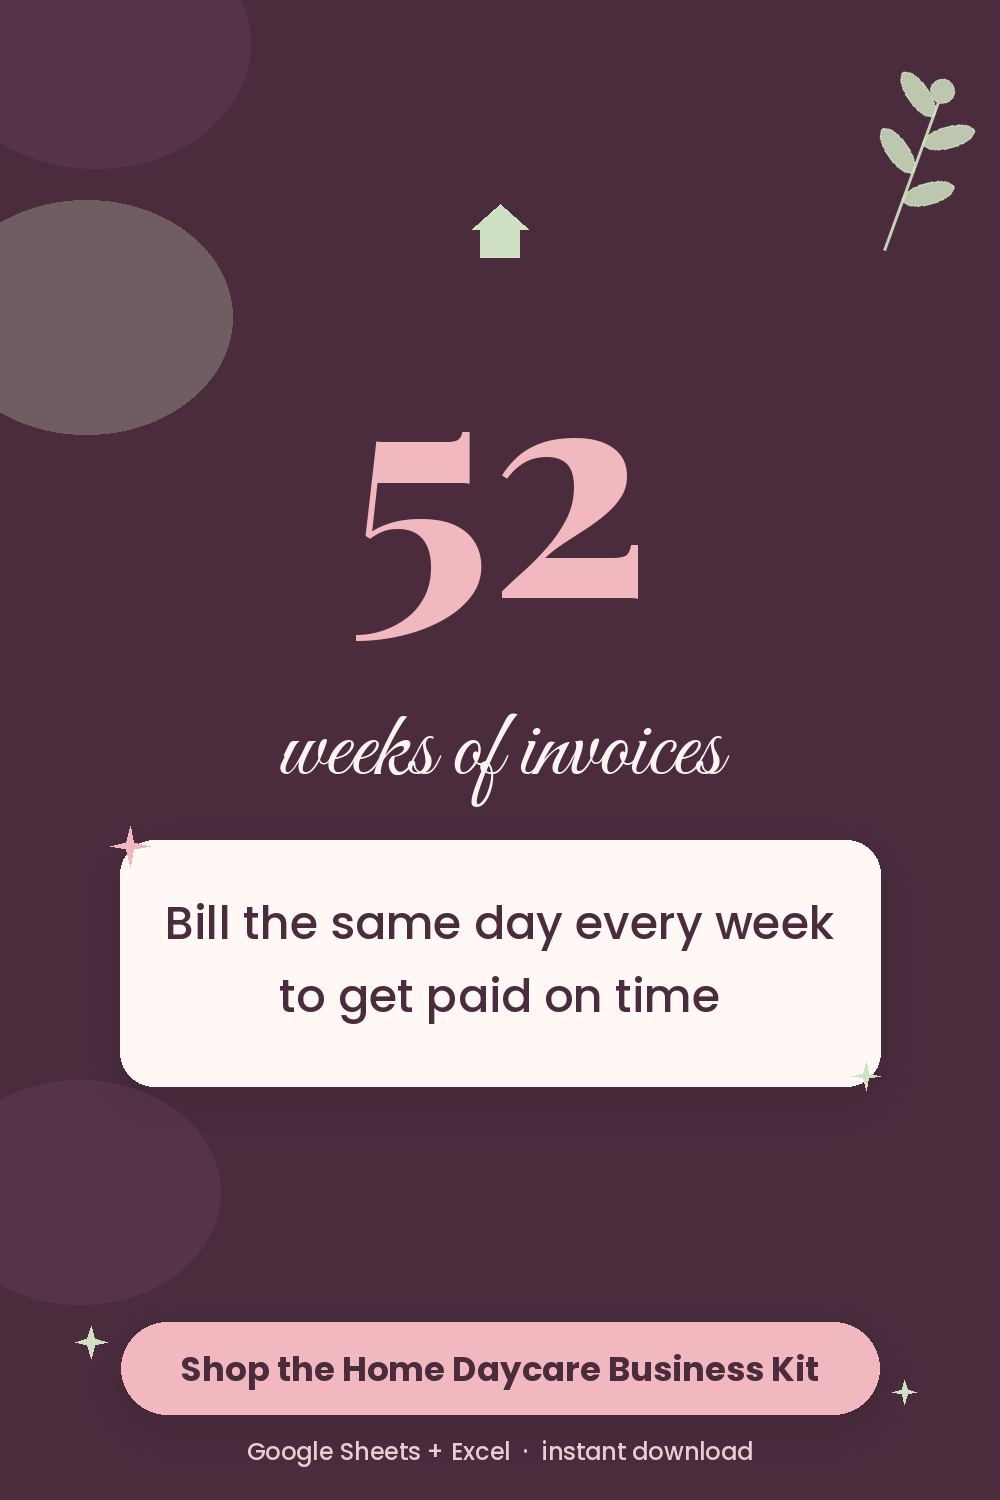 52
weeks of invoices
Bill the same day every week
to get paid on time
Shop the Home Daycare Business Kit
Google Sheets + Excel · instant download